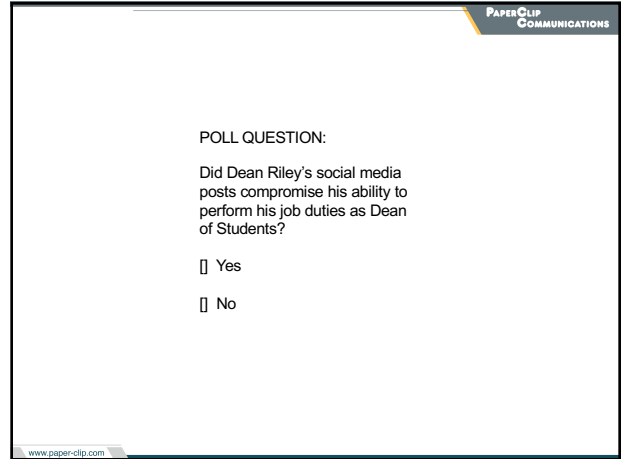 PAPERCLIP
COMMUNICATIONS
POLL QUESTION:
Did Dean Riley's social media
posts compromise his ability to
perform his job duties as Dean
of Students?
[] Yes
[] No
www.paper-clip.com